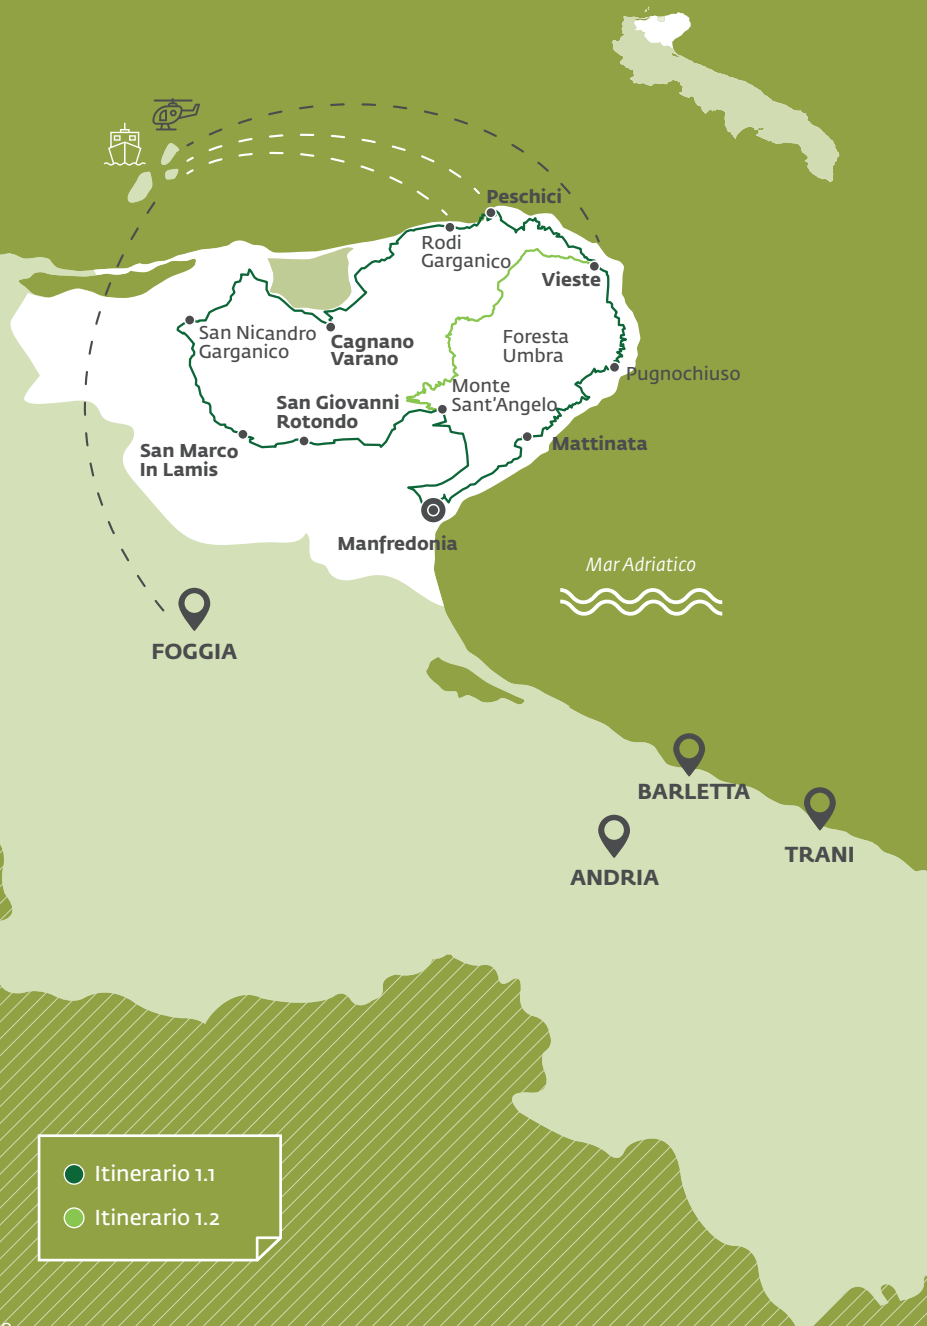 Peschici
Rodi
Garganico
Vieste
San Nicandro
Garganico
Cagnano
Varano
Foresta
Umbra
Pugnochiuso
Monte
Sant'Angelo
San Giovanni
Rotondo
San Marco
In Lamis
Mattinata
Manfredonia
Mar Adriatico
FOGGIA
BARLETTA
TRANI
ANDRIA
Itinerario 1.1
Itinerario 1.2